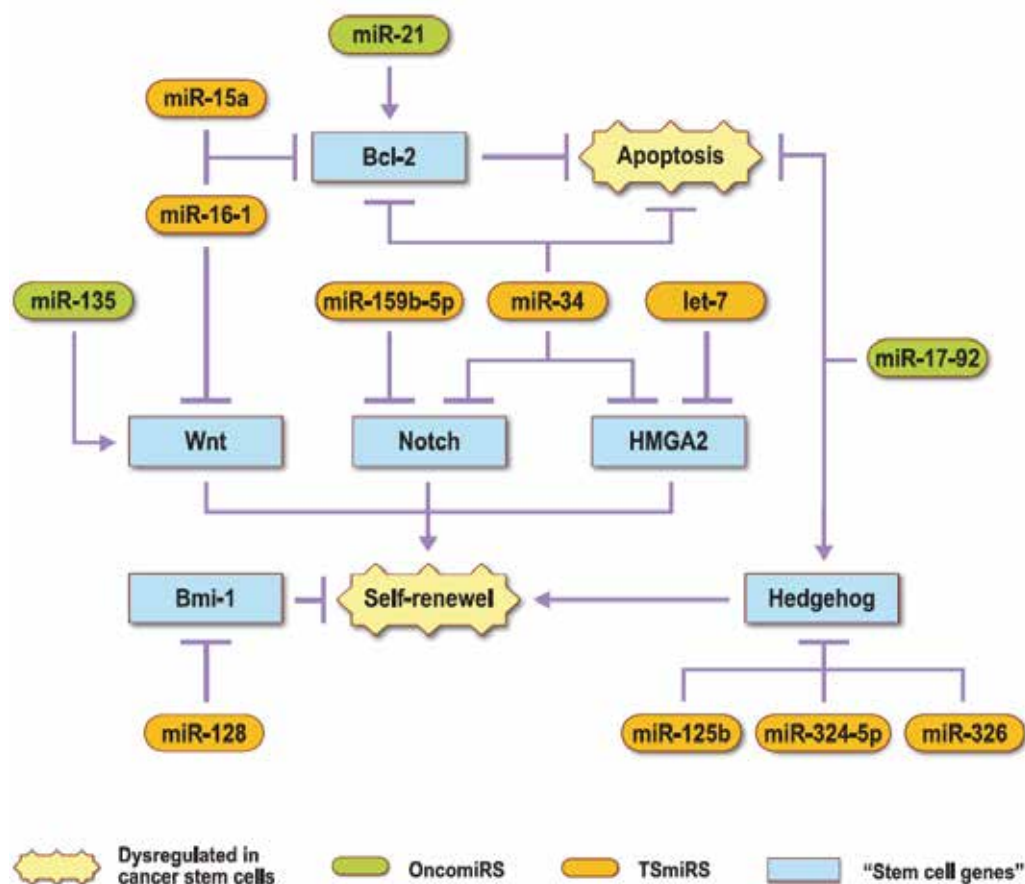 miR-21
miR-15a
Bcl-2
Apoptosis
miR-16-1
miR-135
miR-159b-5p
miR-34
let-7
miR-17-92
Wnt
Notch
HMGA2
Bmi-1
Self-renewel
Hedgehog
miR-128
miR-125b
miR-324-5p
miR-326
Dysregulated in
cancer stem cells
OncomiRS
TSmiRS
“Stem cell genes”